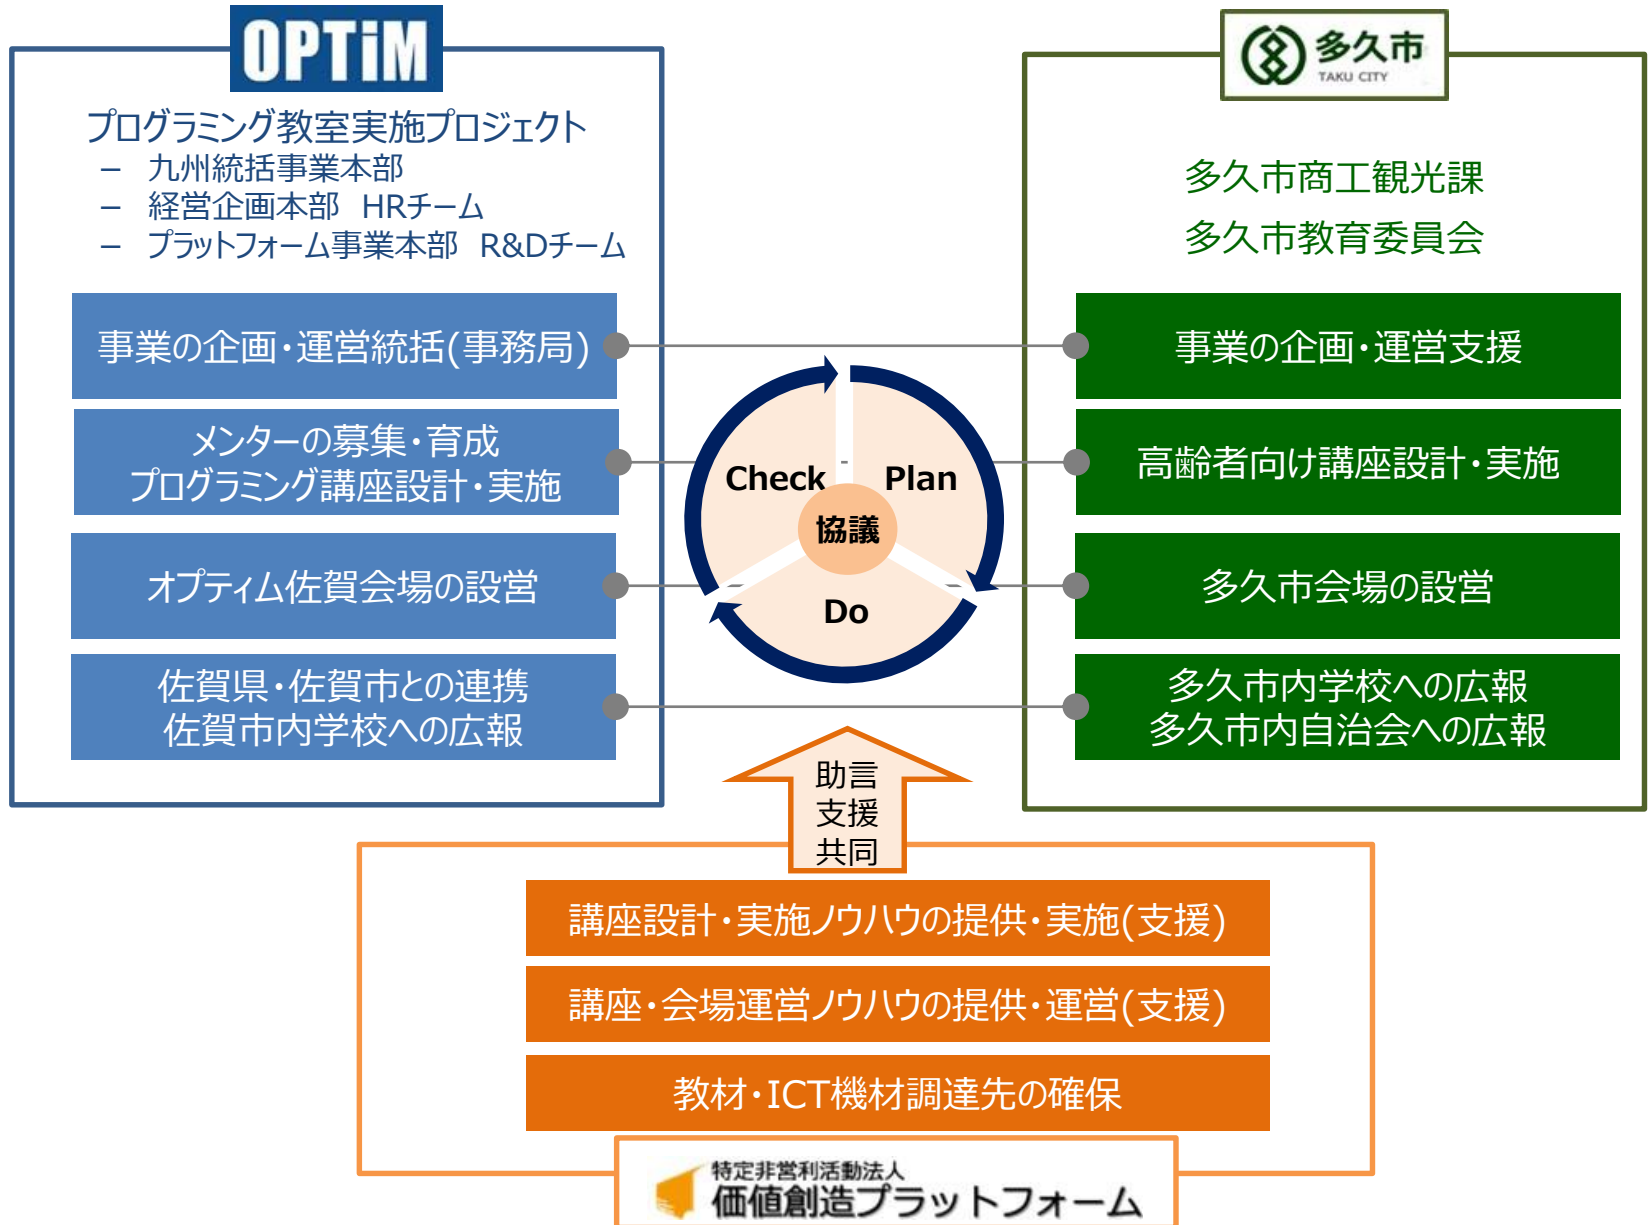 OPTiM
プログラミング教室実施プロジェクト
– 九州統括事業本部
– 経営企画本部 HRチーム
– プラットフォーム事業本部 R&Dチーム
事業の企画・運営統括(事務局)
メンターの募集・育成
プログラミング講座設計・実施
オプティム佐賀会場の設営
佐賀県・佐賀市との連携
佐賀市内学校への広報
多久市
TAKU CITY
多久市商工観光課
多久市教育委員会
事業の企画・運営支援
高齢者向け講座設計・実施
多久市会場の設営
多久市内学校への広報
多久市内自治会への広報
Check
Plan
協議
Do
助言
支援
共同
講座設計・実施ノウハウの提供・実施(支援)
講座・会場運営ノウハウの提供・運営(支援)
教材・ICT機材調達先の確保
特定非営利活動法人
価値創造プラットフォーム